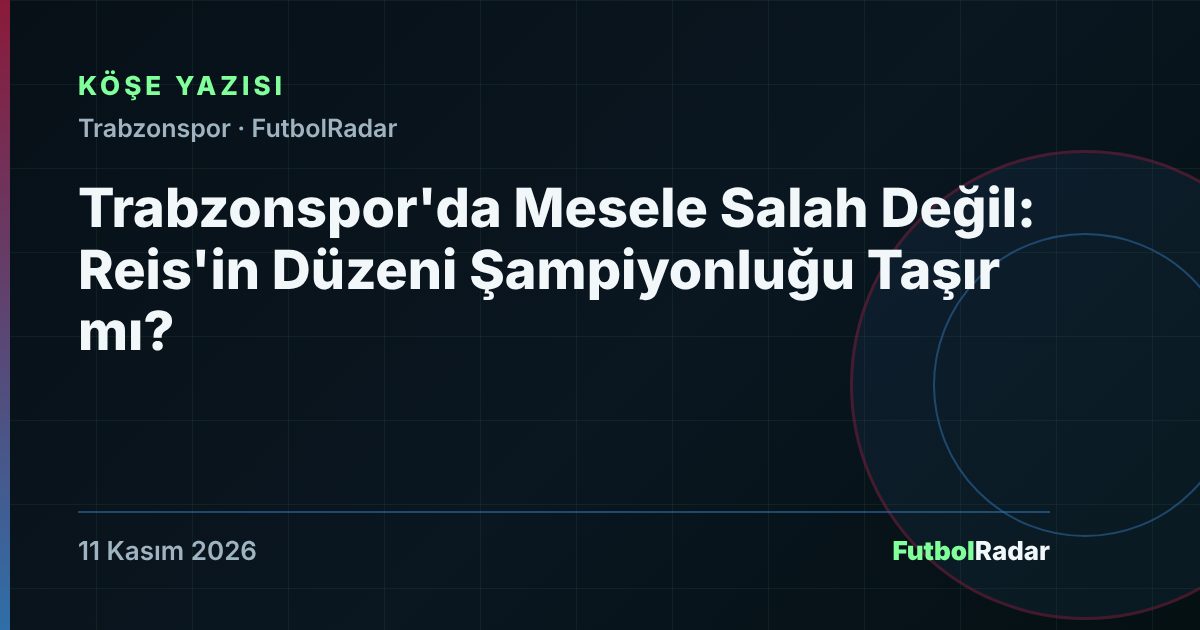 KÖŞE YAZISI
Trabzonspor · FutbolRadar
Trabzonspor'da Mesele Salah Değil:
Reis'in Düzeni Şampiyonluğu Taşır
mı?
11 Kasım 2026
FutbolRadar